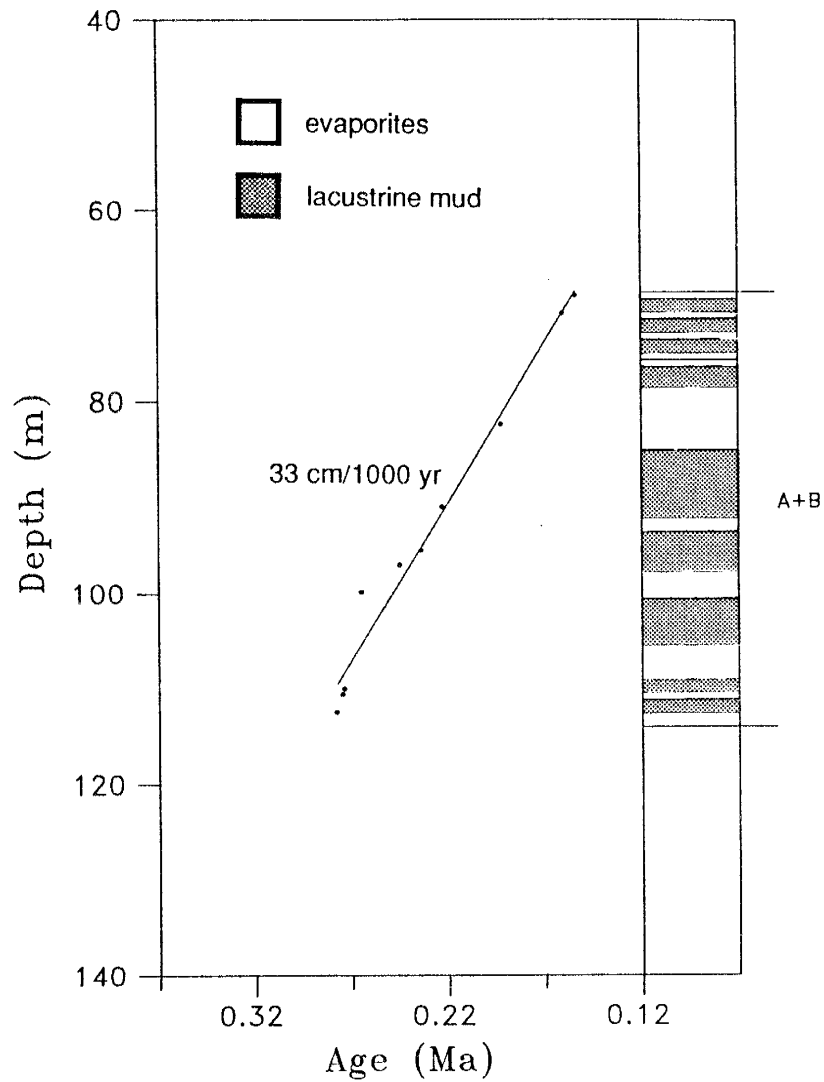 40
evaporites
60
lacustrine mud
80
33 cm/1000 yr
A+B
100
120
140
0.32
0.22
0.12
Depth (m)
Age (Ma)